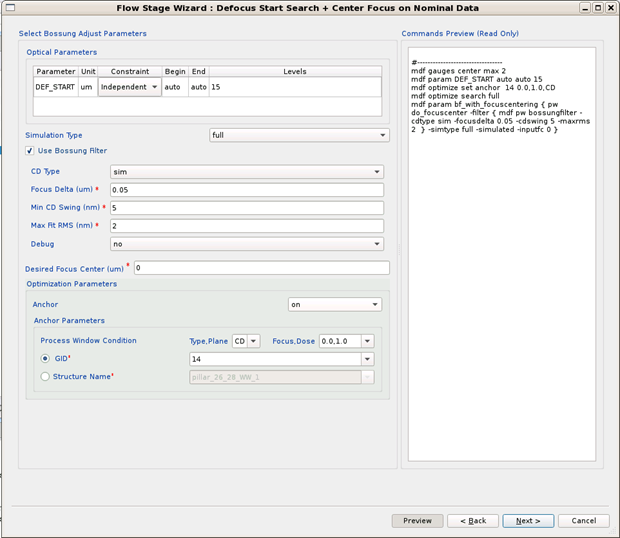 Flow Stage Wizard : Defocus Start Search + Center Focus on Nominal Data
Select Bossung Adjust Parameters
Optical Parameters
Parameter Unit Constraint Begin End Levels
DEF_START um Independent auto auto 15
Simulation Type full
Use Bossung Filter
CD Type sim
Focus Delta (um) * 0.05
Min CD Swing (nm) * 5
Max Fit RMS (nm) * 2
Debug no
Desired Focus Center (um) * 0
Optimization Parameters
Anchor on
Anchor Parameters
Process Window Condition Type,Plane CD Focus,Dose 0.0,1.0
GID* 14
Structure Name* pillar_26_28_WW_1
Commands Preview (Read Only)
#--------------------------------
mdf gauges center max 2
mdf param DEF_START auto auto 15
mdf optimize set anchor  14 0.0,1.0,CD
mdf optimize search full
mdf param bf_with_focuscentering { pw
do_focuscenter -filter { mdf pw bossungfilter -
cdtype sim -focusdelta 0.05 -cdswing 5 -maxrms
2  } -simtype full -simulated -inputfc 0 }
Preview < Back Next > Cancel